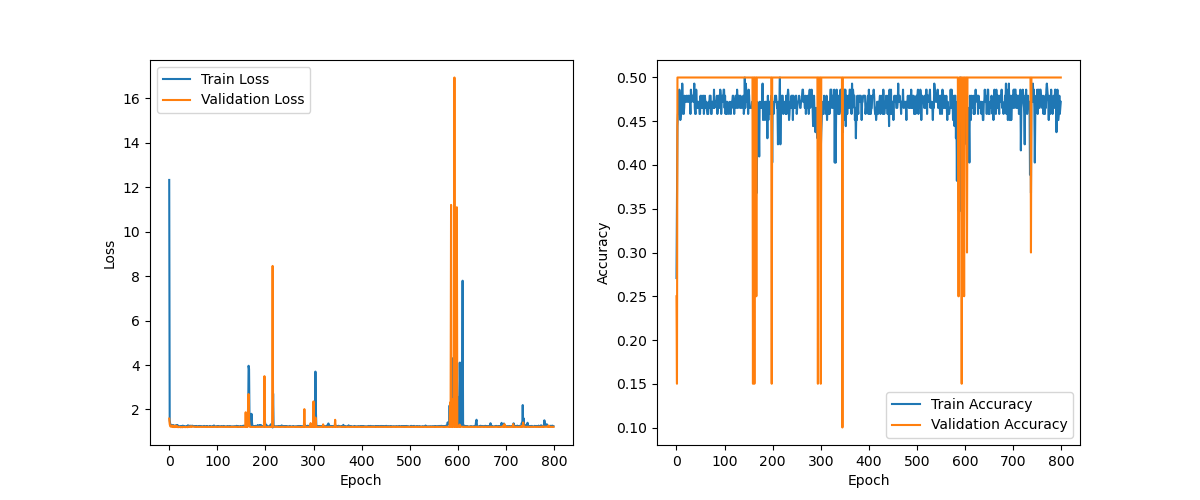 Train Loss
Validation Loss
16
14
12
10
8
6
4
2
0 100 200 300 400 500 600 700 800
Epoch
Loss
0.50
0.45
0.40
0.35
0.30
0.25
0.20
0.15
0.10
Train Accuracy
Validation Accuracy
0 100 200 300 400 500 600 700 800
Epoch
Accuracy